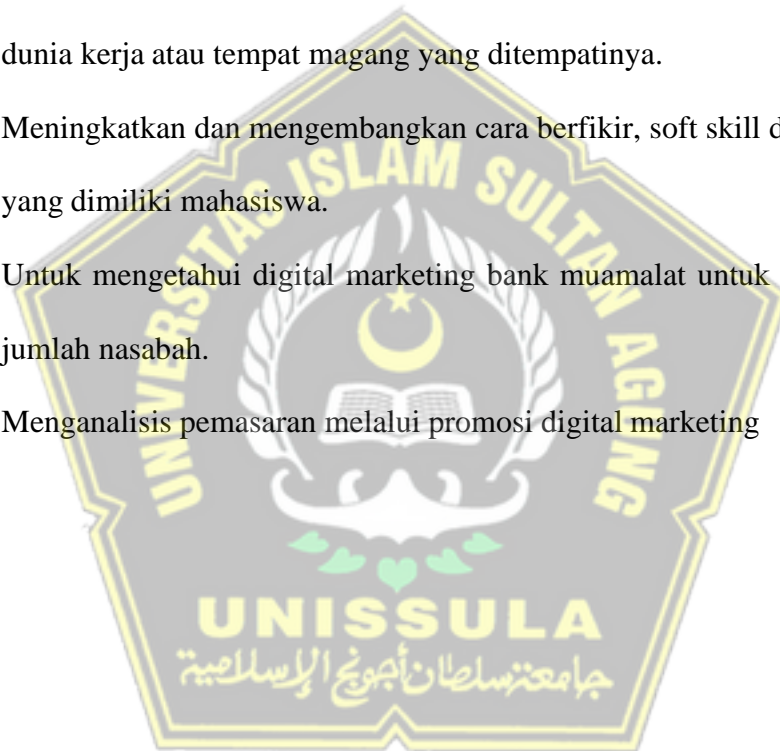 dunia kerja atau tempat magang yang ditempatinya.
Meningkatkan dan mengembangkan cara berfikir, soft skill d
yang dimiliki mahasiswa.
Untuk mengetahui digital marketing bank muamalat untuk
jumlah nasabah.
Menganalisis pemasaran melalui promosi digital marketing
UNIVERSITAS ISLAM SULTAN AGUNG
UNISSULA
جامعة سلطان أجونج الإسلامية